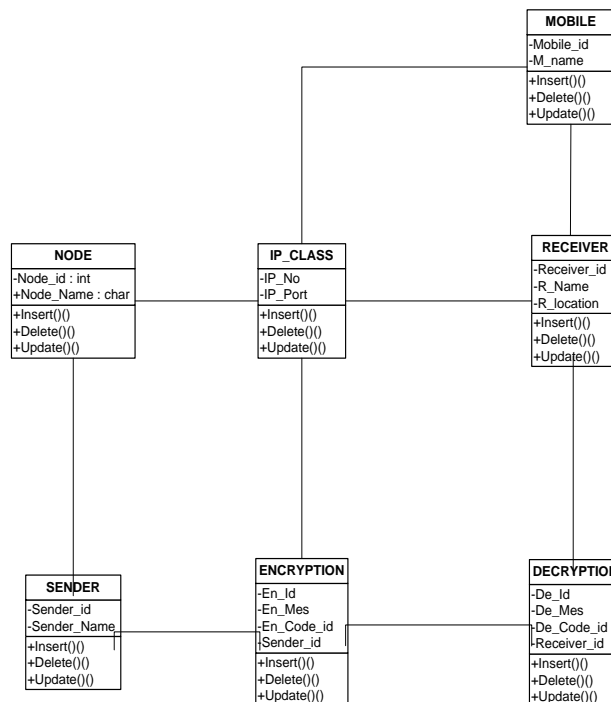 MOBILE
-Mobile_id
-M_name
+Insert()()
+Delete()()
+Update()()
NODE
-Node_id : int
+Node_Name : char
+Insert()()
+Delete()()
+Update()()
IP_CLASS
-IP_No
-IP_Port
+Insert()()
+Delete()()
+Update()()
RECEIVER
-Receiver_id
-R_Name
-R_location
+Insert()()
+Delete()()
+Update()()
SENDER
-Sender_id
-Sender_Name
+Insert()()
+Delete()()
+Update()()
ENCRYPTION
-En_Id
-En_Mes
-En_Code_id
-Sender_id
+Insert()()
+Delete()()
+Update()()
DECRYPTION
-De_Id
-De_Mes
-De_Code_id
-Receiver_id
+Insert()()
+Delete()()
+Update()()